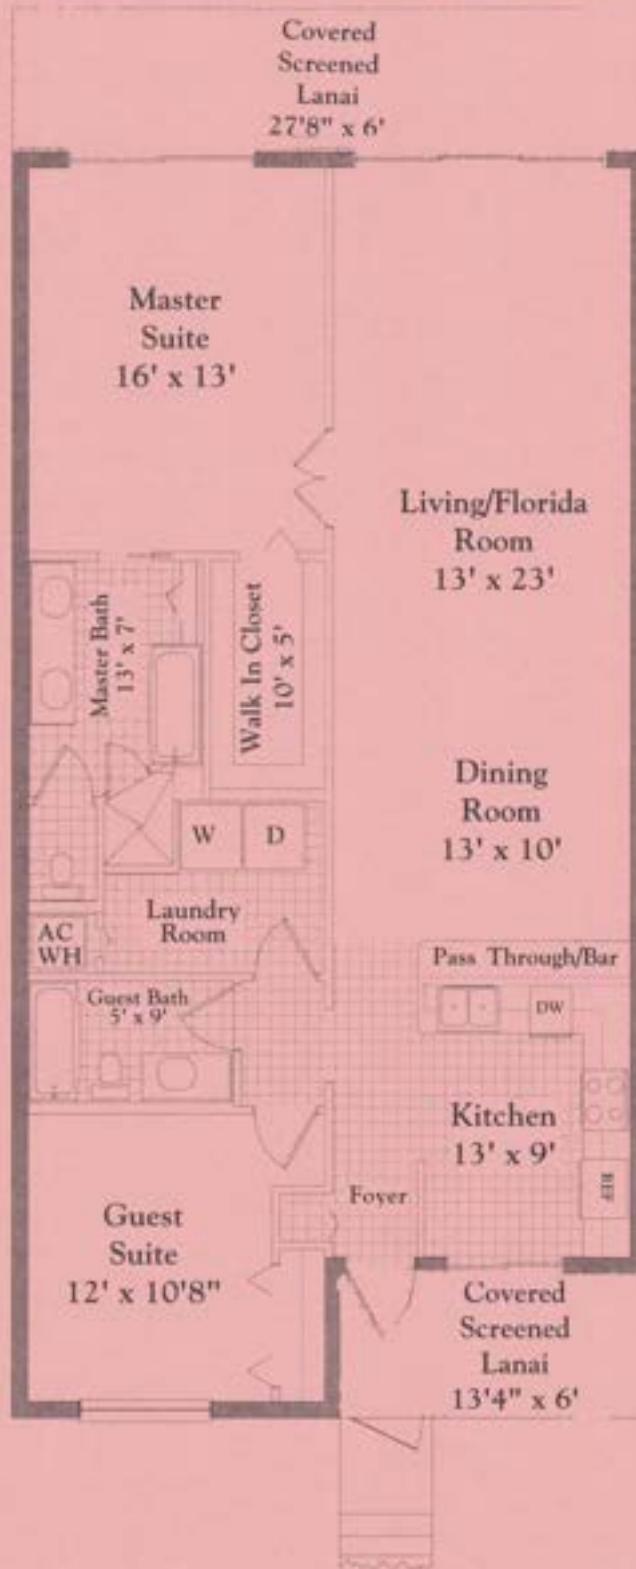 Covered
Screened
Lanai
27'8" x 6'
Master
Suite
16' x 13'
Living/Florida
Room
13' x 23'
Master Bath
13' x 7'
Walk In Closet
10' x 5'
Dining
Room
13' x 10'
W
D
Laundry
Room
AC
WH
Pass Through/Bar
Guest Bath
5' x 9'
DW
Kitchen
13' x 9'
REF
Foyer
Guest
Suite
12' x 10'8"
Covered
Screened
Lanai
13'4" x 6'